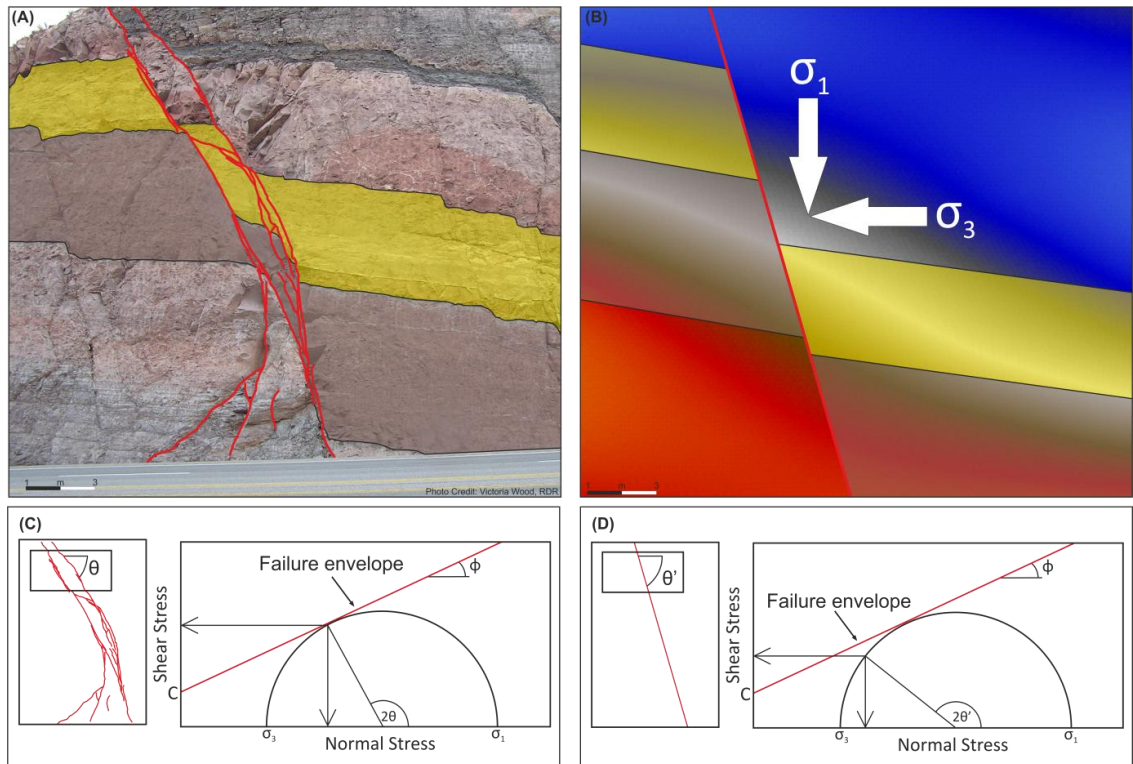 (A)
1 m 3
Photo Credit: Victoria Wood, RDR
(B)
σ1
σ3
1 m 3
(C)
θ
Failure envelope
ϕ
Shear Stress
C
2θ
σ3
Normal Stress
σ1
(D)
θ'
Failure envelope
ϕ
Shear Stress
C
2θ'
σ3
Normal Stress
σ1